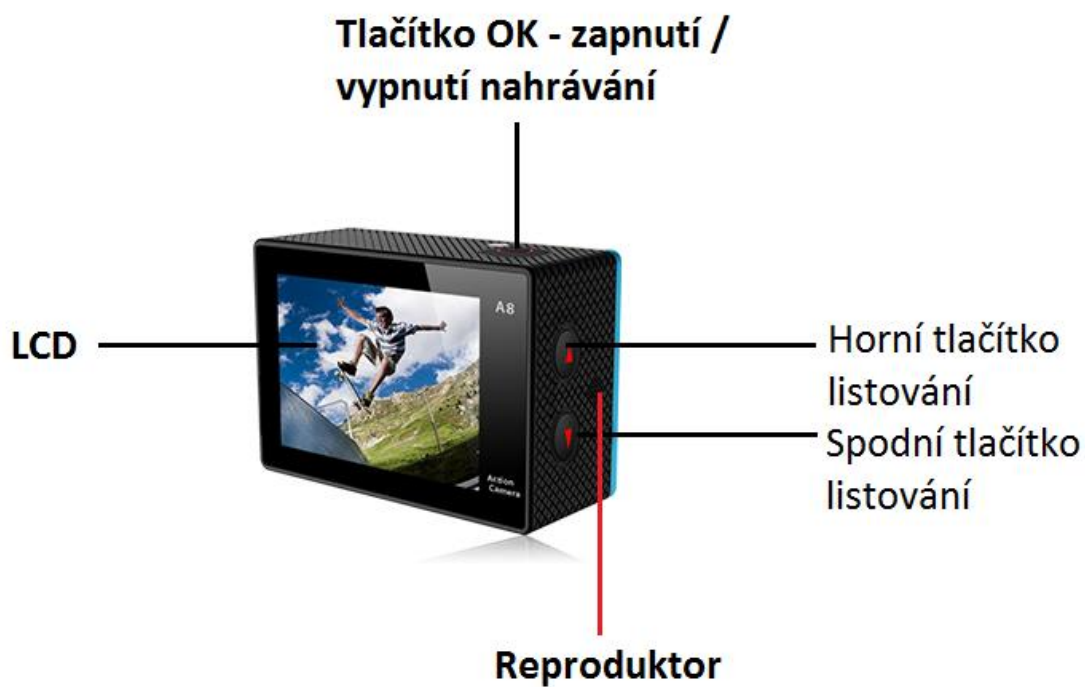 Tlačítko OK - zapnutí /
vypnutí nahrávání
LCD
A8
Action
Camera
Horní tlačítko
listování
Spodní tlačítko
listování
Reproduktor